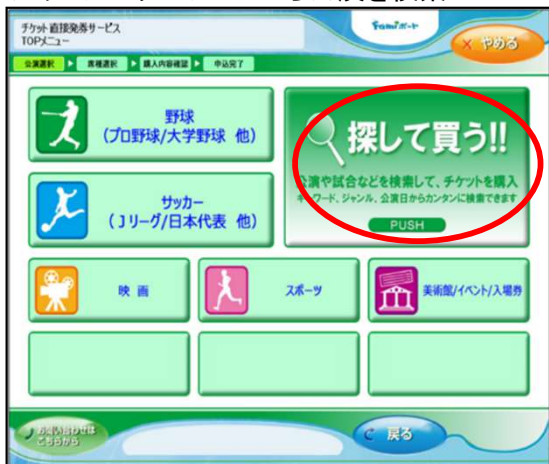 チケット直接発券サービス
TOPメニュー
Famiポート
やめる
公演選択 ▶ 席種選択 ▶ 購入内容確認 ▶ 申込完了
野球
(プロ野球/大学野球 他)
探して買う!!
公演や試合などを検索して、チケットを購入
キーワード、ジャンル、公演日からカンタンに検索できます
PUSH
サッカー
(Jリーグ/日本代表 他)
映画
スポーツ
美術館/イベント/入場券
お問い合わせは
こちらから
戻る